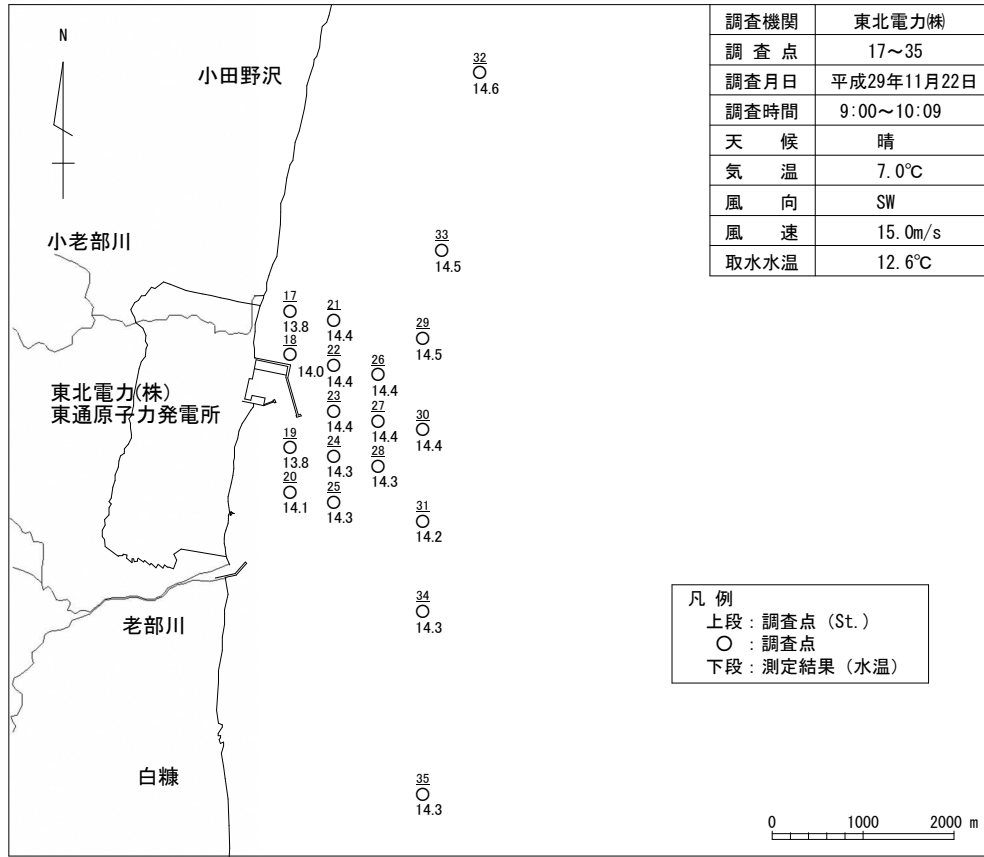 調査機関 東北電力㈱
調査点 17～35
調査月日 平成29年11月22日
調査時間 9:00～10:09
天候 晴
気温 7.0℃
風向 SW
風速 15.0m/s
取水水温 12.6℃
N
小田野沢
32
14.6
小老部川
33
14.5
17
13.8
21
14.4
29
14.5
18
14.0
22
14.4
26
14.4
東北電力(株)
東通原子力発電所
23
14.4
27
14.4
30
14.4
19
13.8
24
14.3
28
14.3
20
14.1
25
14.3
31
14.2
34
14.3
老部川
凡 例
上段：調査点（St.）
○ ：調査点
下段：測定結果（水温）
白糠
35
14.3
0 1000 2000 m